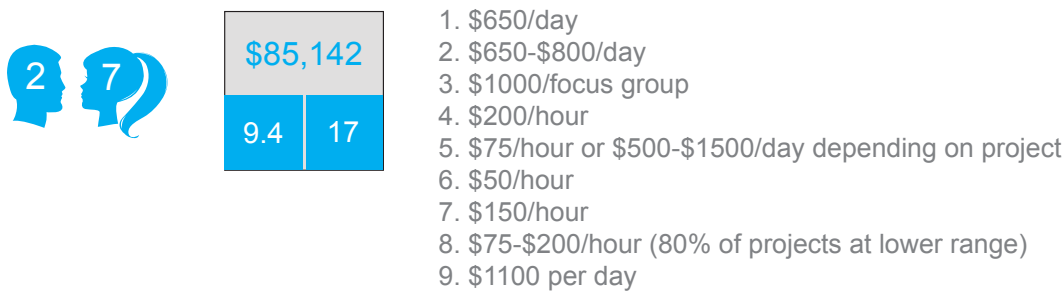 2 7
$85,142
9.4 17
1. $650/day
2. $650-$800/day
3. $1000/focus group
4. $200/hour
5. $75/hour or $500-$1500/day depending on project
6. $50/hour
7. $150/hour
8. $75-$200/hour (80% of projects at lower range)
9. $1100 per day